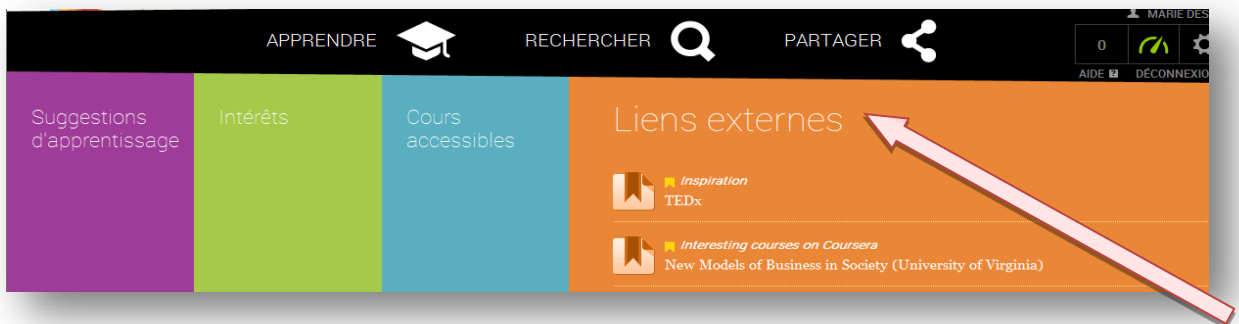 MARIE DES
APPRENDRE RECHERCHER PARTAGER
0
AIDE ? DÉCONNEXIO
Suggestions
d'apprentissage
Intérêts
Cours
accessibles
Liens externes
Inspiration
TEDx
Interesting courses on Coursera
New Models of Business in Society (University of Virginia)